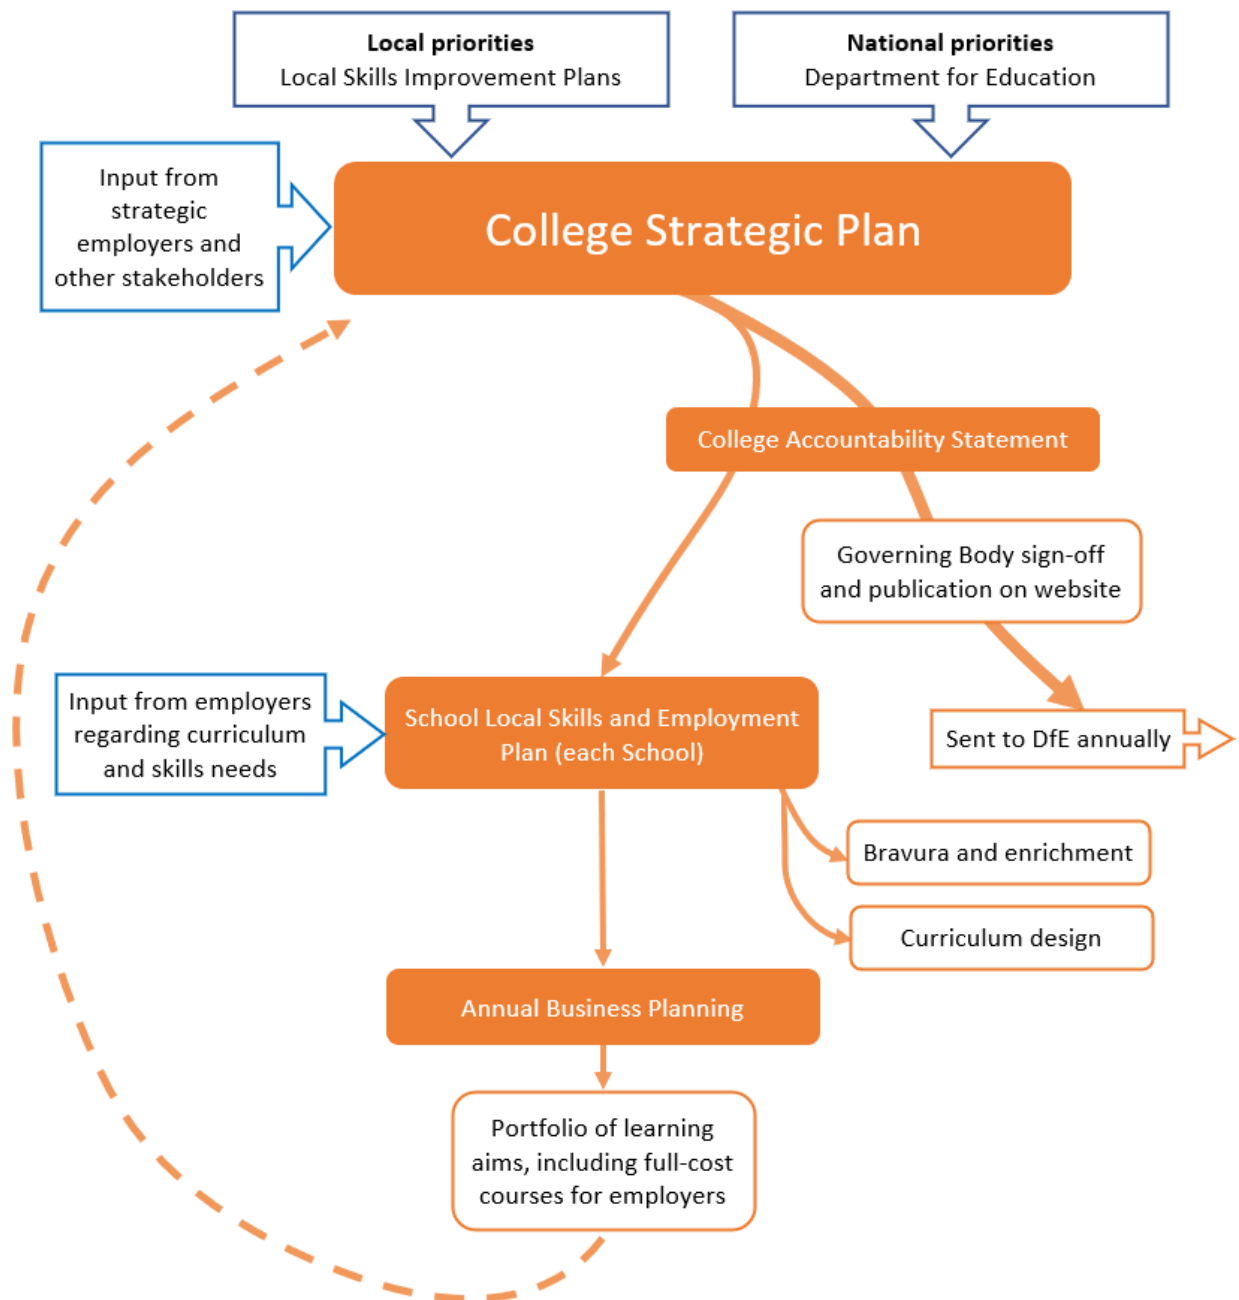 Local priorities
Local Skills Improvement Plans
National priorities
Department for Education
Input from
strategic
employers and
other stakeholders
College Strategic Plan
College Accountability Statement
Governing Body sign-off
and publication on website
Input from employers
regarding curriculum
and skills needs
School Local Skills and Employment
Plan (each School)
Sent to DfE annually
Bravura and enrichment
Curriculum design
Annual Business Planning
Portfolio of learning
aims, including full-cost
courses for employers